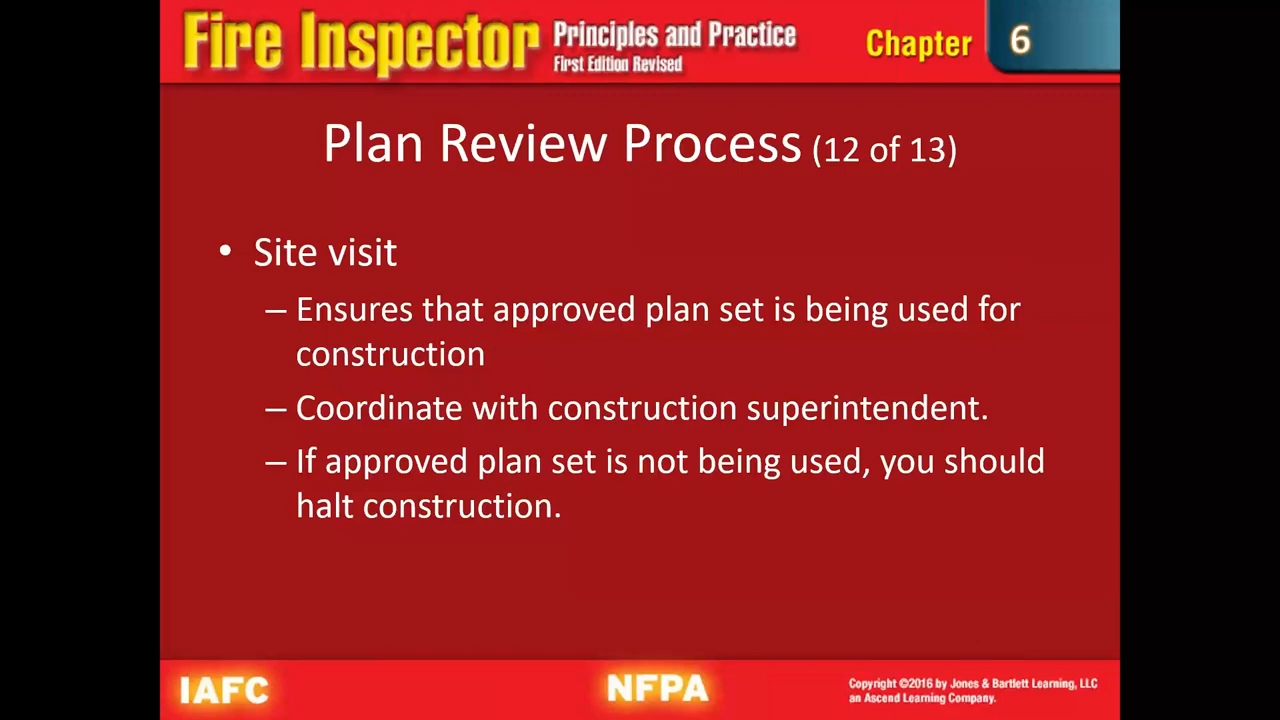 Fire Inspector Principles and Practice
First Edition Revised
Chapter 6
Plan Review Process (12 of 13)
• Site visit
– Ensures that approved plan set is being used for
construction
– Coordinate with construction superintendent.
– If approved plan set is not being used, you should
halt construction.
IAFC
NFPA
Copyright ©2016 by Jones & Bartlett Learning, LLC
an Ascend Learning Company.